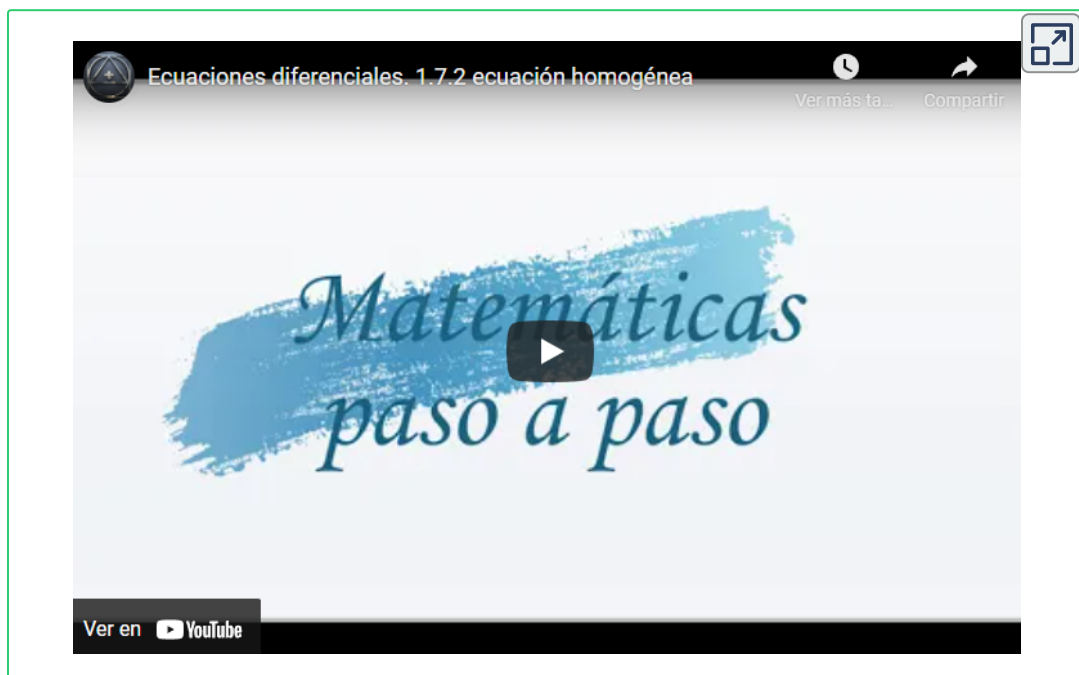 Ecuaciones diferenciales. 1.7.2 ecuación homogénea
Ver más ta...
Compartir
Matemáticas
paso a paso
Ver en YouTube